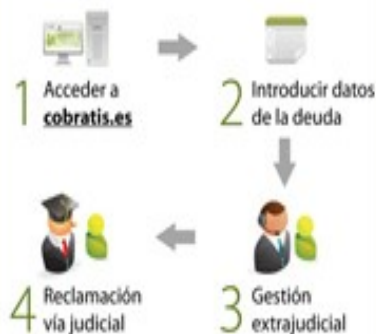 1 Acceder a
cobratis.es
2 Introducir datos
de la deuda
3 Gestión
extrajudicial
4 Reclamación
vía judicial